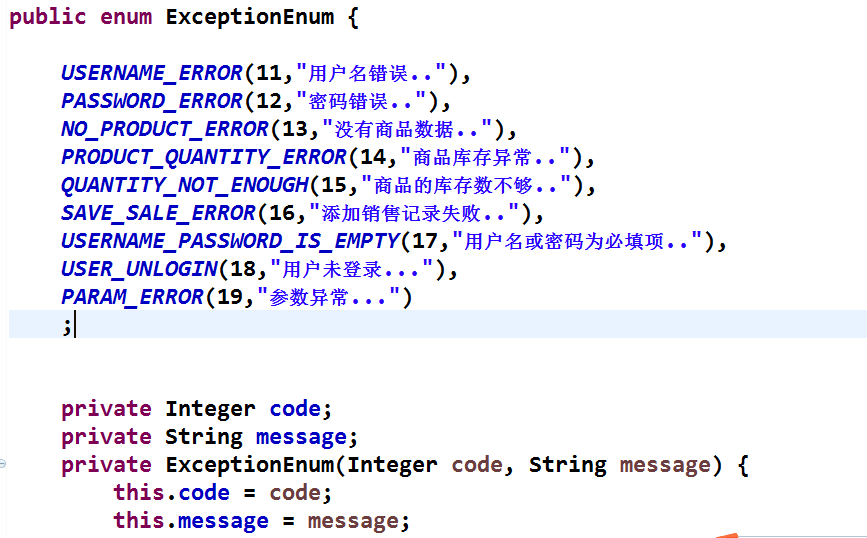 public enum ExceptionEnum {
USERNAME_ERROR(11,"用户名错误.."),
PASSWORD_ERROR(12,"密码错误.."),
NO_PRODUCT_ERROR(13,"没有商品数据.."),
PRODUCT_QUANTITY_ERROR(14,"商品库存异常.."),
QUANTITY_NOT_ENOUGH(15,"商品的库存数不够.."),
SAVE_SALE_ERROR(16,"添加销售记录失败.."),
USERNAME_PASSWORD_IS_EMPTY(17,"用户名或密码为必填项.."),
USER_UNLOGIN(18,"用户未登录..."),
PARAM_ERROR(19,"参数异常...")
;
private Integer code;
private String message;
private ExceptionEnum(Integer code, String message) {
this.code = code;
this.message = message;